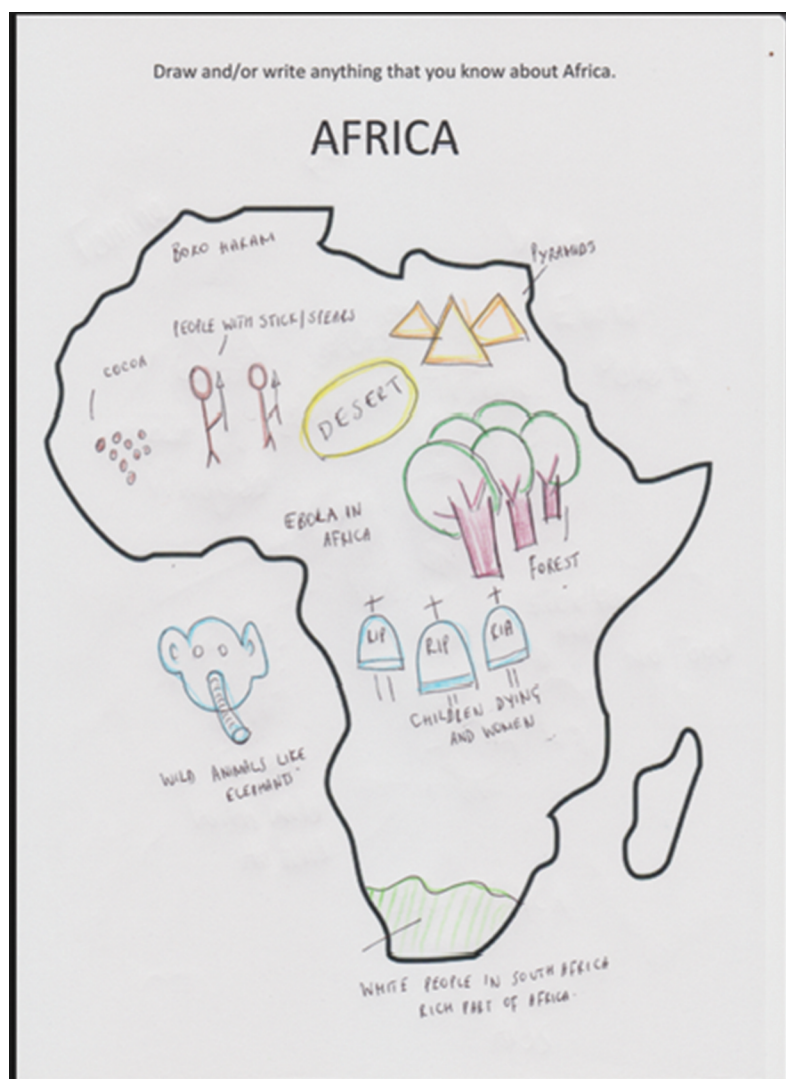 Draw and/or write anything that you know about Africa.
AFRICA
BOKO HARAM
PYRAMIDS
PEOPLE WITH STICK/SPEARS
COCOA
DESERT
EBOLA IN
AFRICA
FOREST
RIP
RIP
RIP
CHILDREN DYING
AND WOMEN
WILD ANIMALS LIKE
ELEPHANTS
WHITE PEOPLE IN SOUTH AFRICA
RICH PART OF AFRICA.